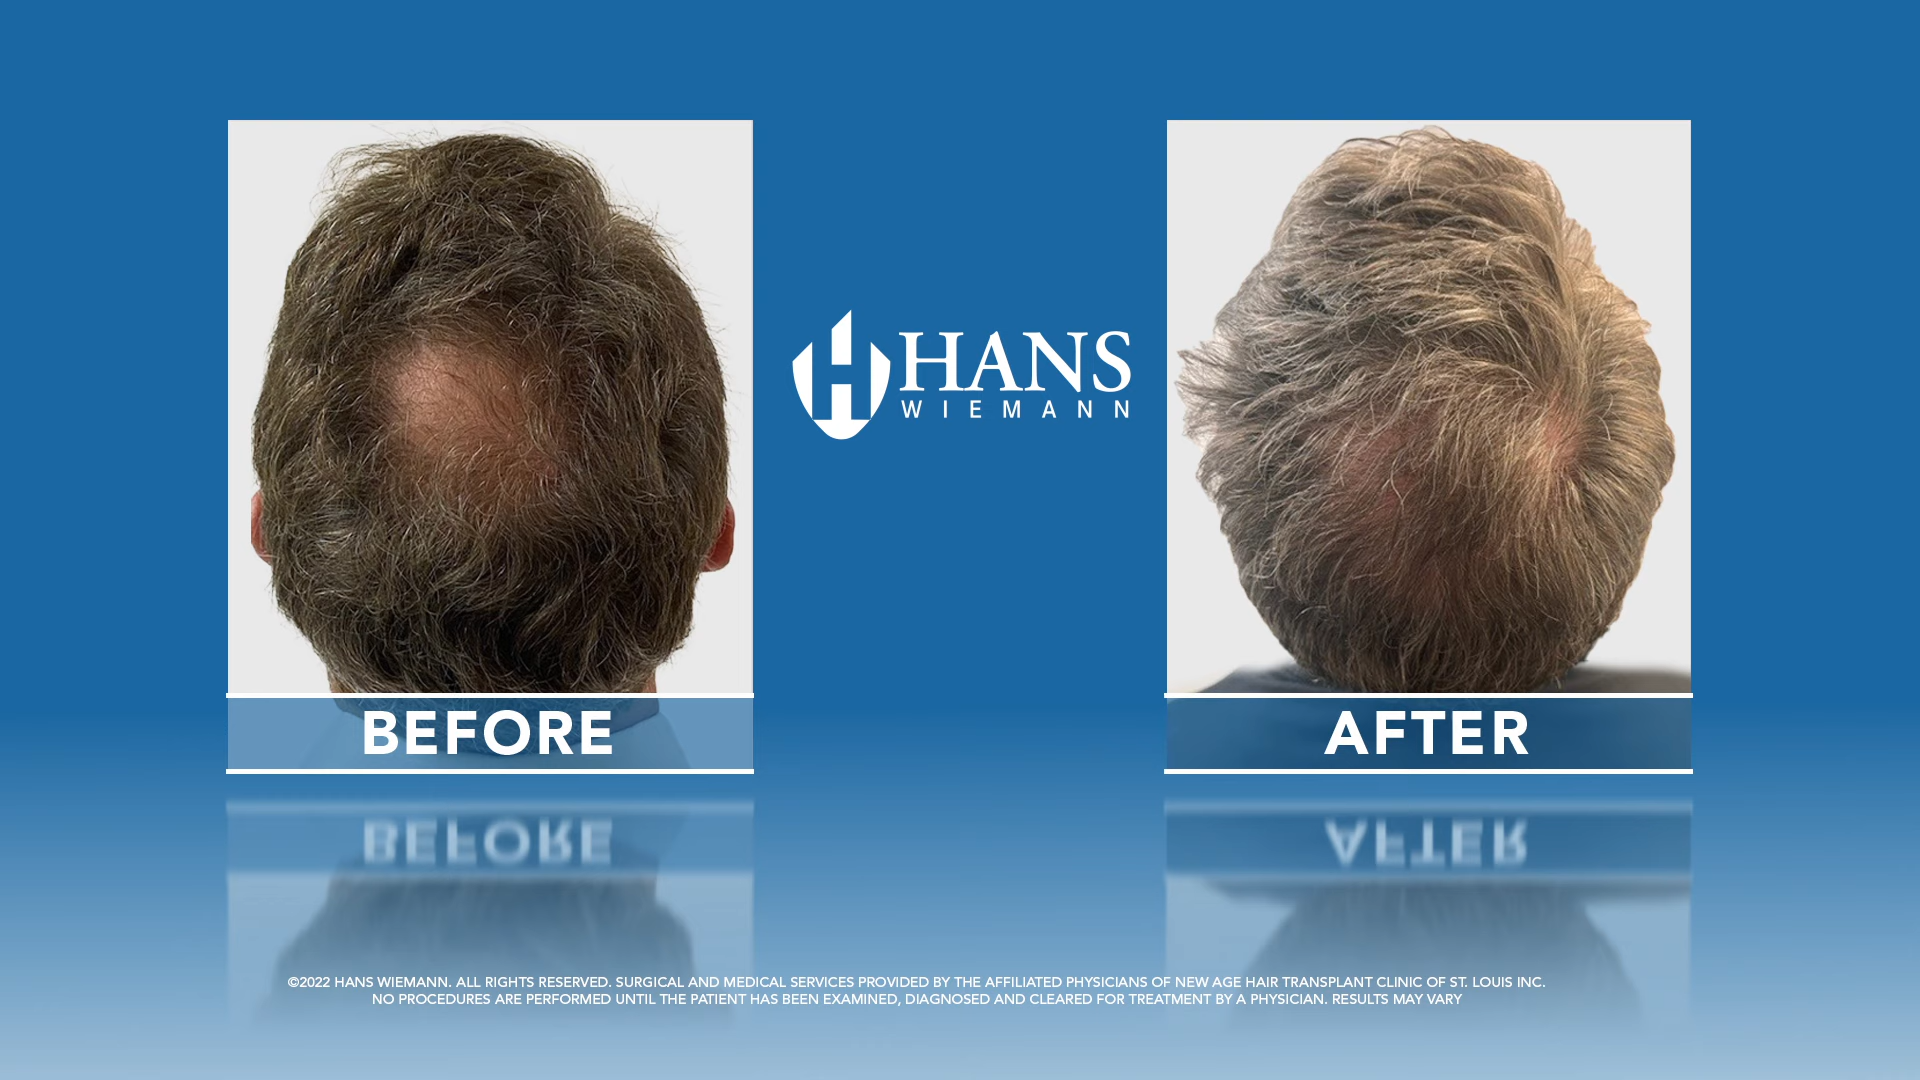 HANS
WIEMANN
BEFORE
AFTER
BEFORE
AFTER
©2022 HANS WIEMANN. ALL RIGHTS RESERVED. SURGICAL AND MEDICAL SERVICES PROVIDED BY THE AFFILIATED PHYSICIANS OF NEW AGE HAIR TRANSPLANT CLINIC OF ST. LOUIS INC.
NO PROCEDURES ARE PERFORMED UNTIL THE PATIENT HAS BEEN EXAMINED, DIAGNOSED AND CLEARED FOR TREATMENT BY A PHYSICIAN. RESULTS MAY VARY